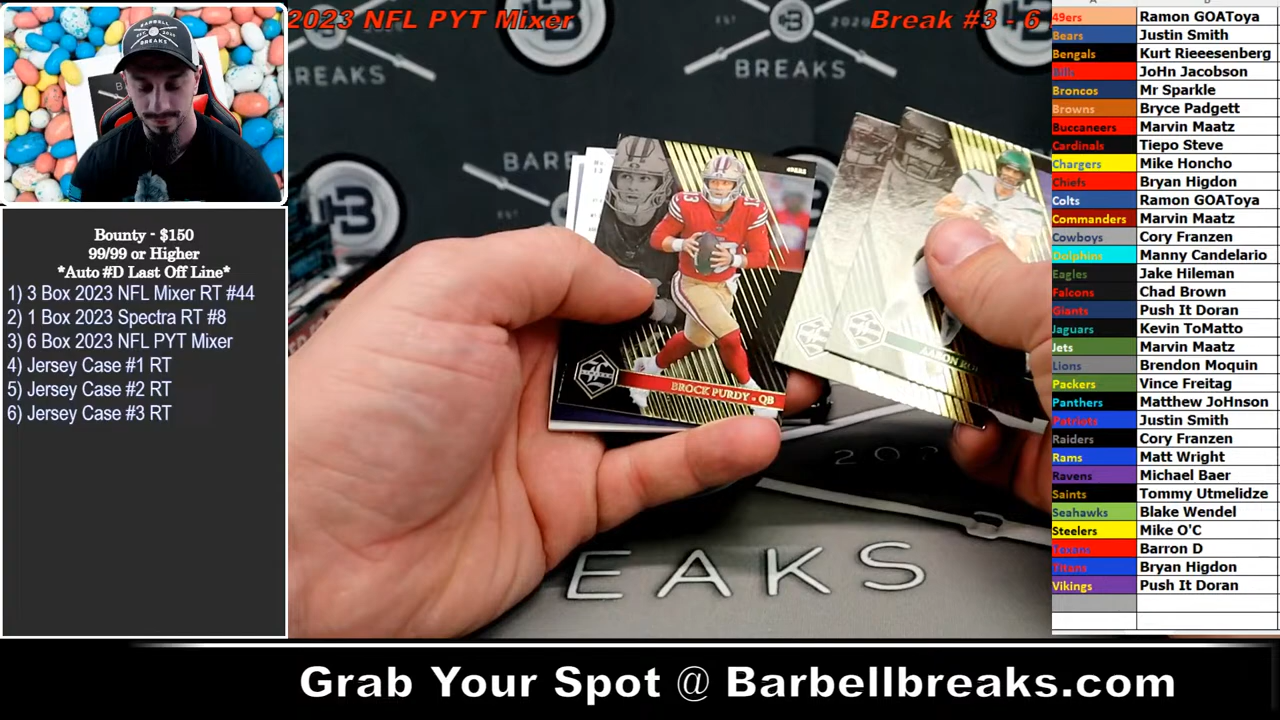 2023 NFL PYT Mixer
Break #3 - 6
BREAKS
BREAKS
BARB
Bounty - $150
99/99 or Higher
*Auto #D Last Off Line*
1) 3 Box 2023 NFL Mixer RT #44
2) 1 Box 2023 Spectra RT #8
3) 6 Box 2023 NFL PYT Mixer
4) Jersey Case #1 RT
5) Jersey Case #2 RT
6) Jersey Case #3 RT
49ERS
BROCK PURDY • QB
AARON RO
202
EAKS
49ers Ramon GOAToya
Bears Justin Smith
Bengals Kurt Rieeesenberg
Bills JoHn Jacobson
Broncos Mr Sparkle
Browns Bryce Padgett
Buccaneers Marvin Maatz
Cardinals Tiepo Steve
Chargers Mike Honcho
Chiefs Bryan Higdon
Colts Ramon GOAToya
Commanders Marvin Maatz
Cowboys Cory Franzen
Dolphins Manny Candelario
Eagles Jake Hileman
Falcons Chad Brown
Giants Push It Doran
Jaguars Kevin ToMatto
Jets Marvin Maatz
Lions Brendon Moquin
Packers Vince Freitag
Panthers Matthew JoHnson
Patriots Justin Smith
Raiders Cory Franzen
Rams Matt Wright
Ravens Michael Baer
Saints Tommy Utmelidze
Seahawks Blake Wendel
Steelers Mike O'C
Texans Barron D
Titans Bryan Higdon
Vikings Push It Doran
Grab Your Spot @ Barbellbreaks.com